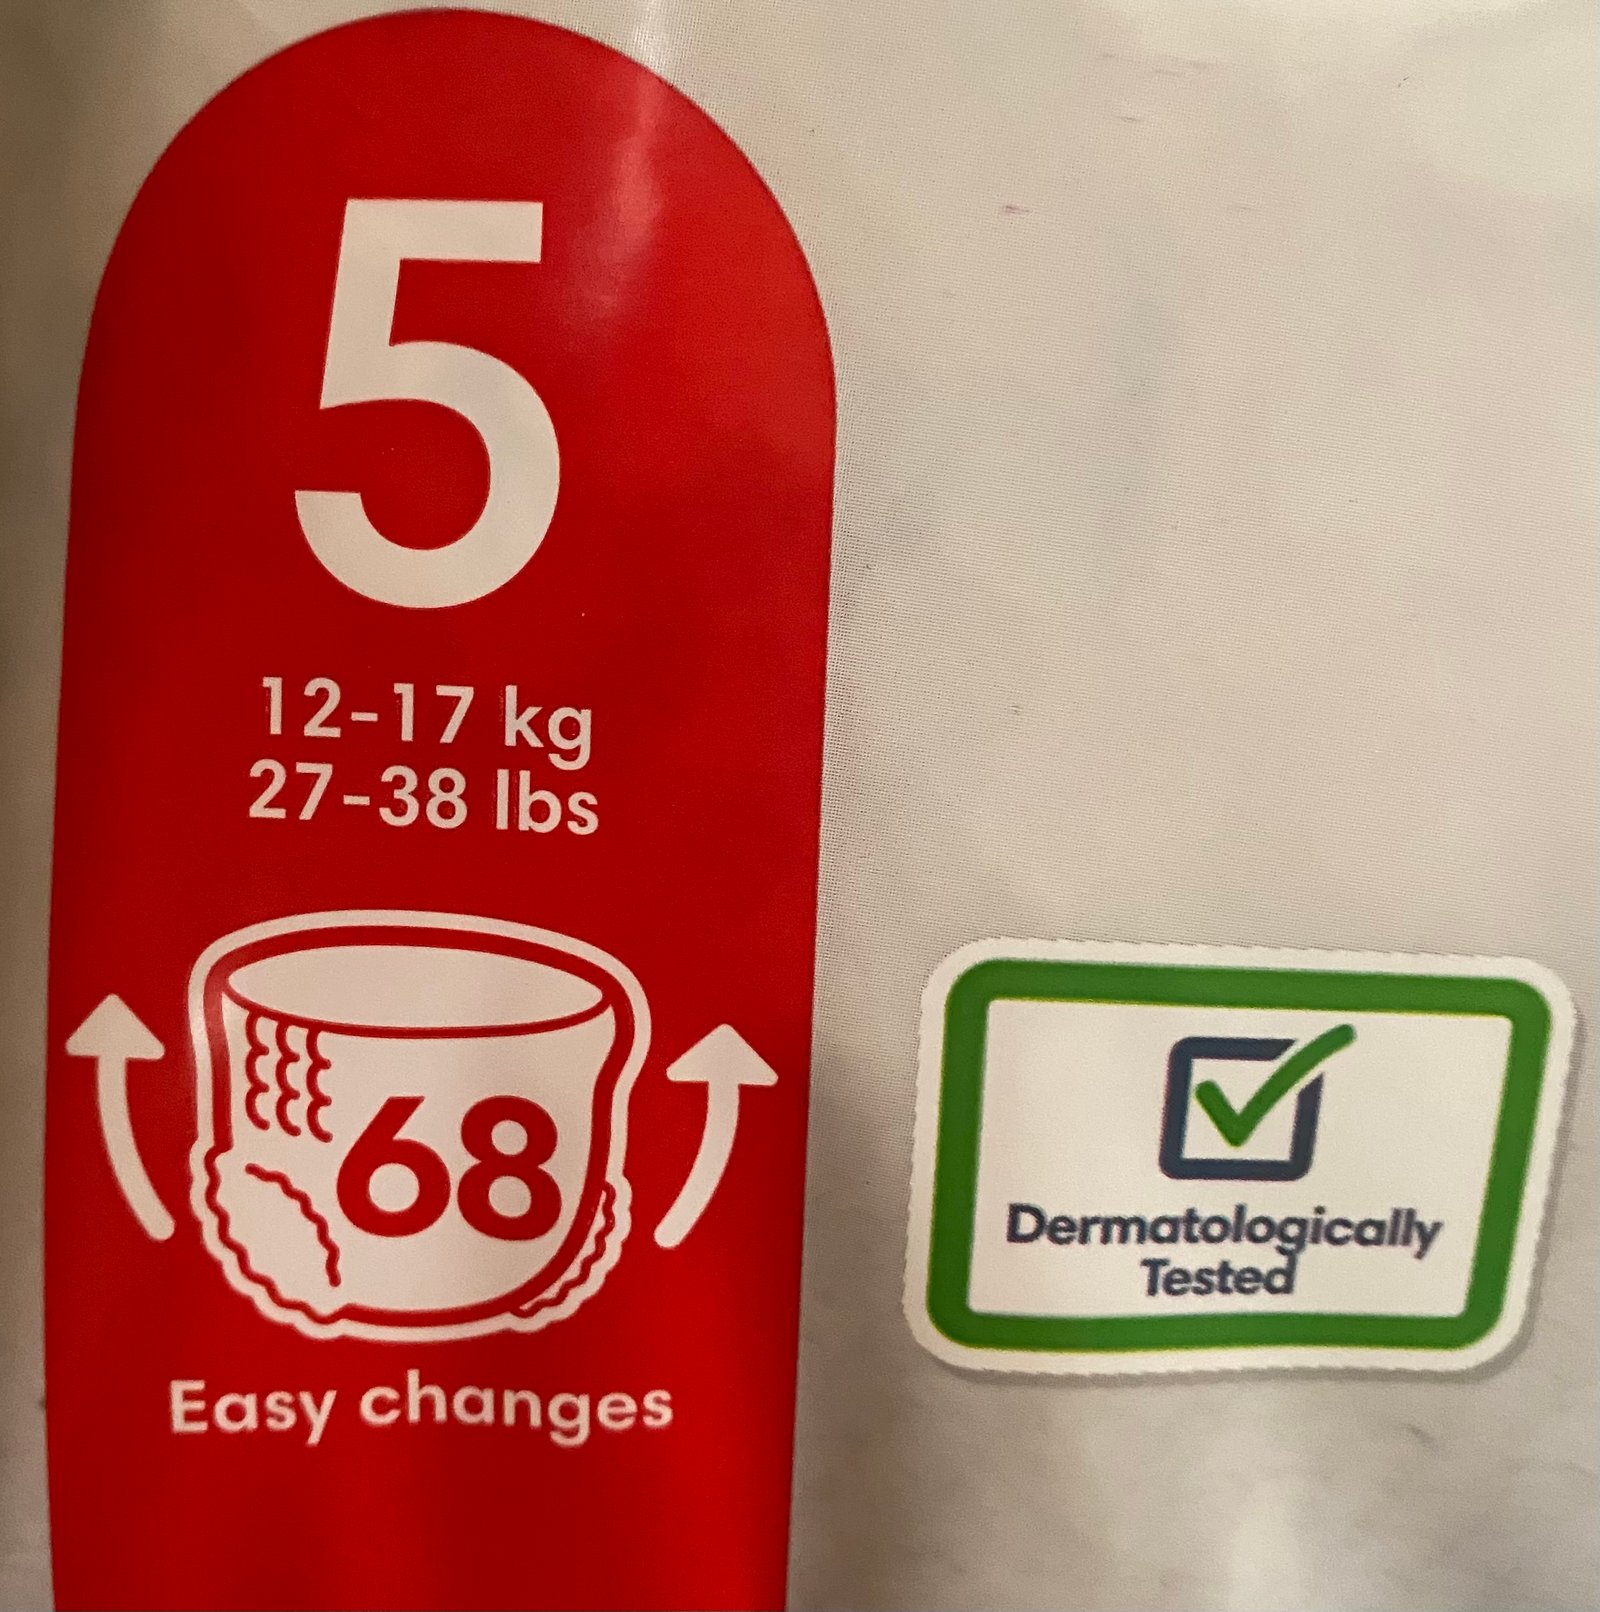 5
12-17 kg
27-38 lbs
68
Easy changes
Dermatologically
Tested